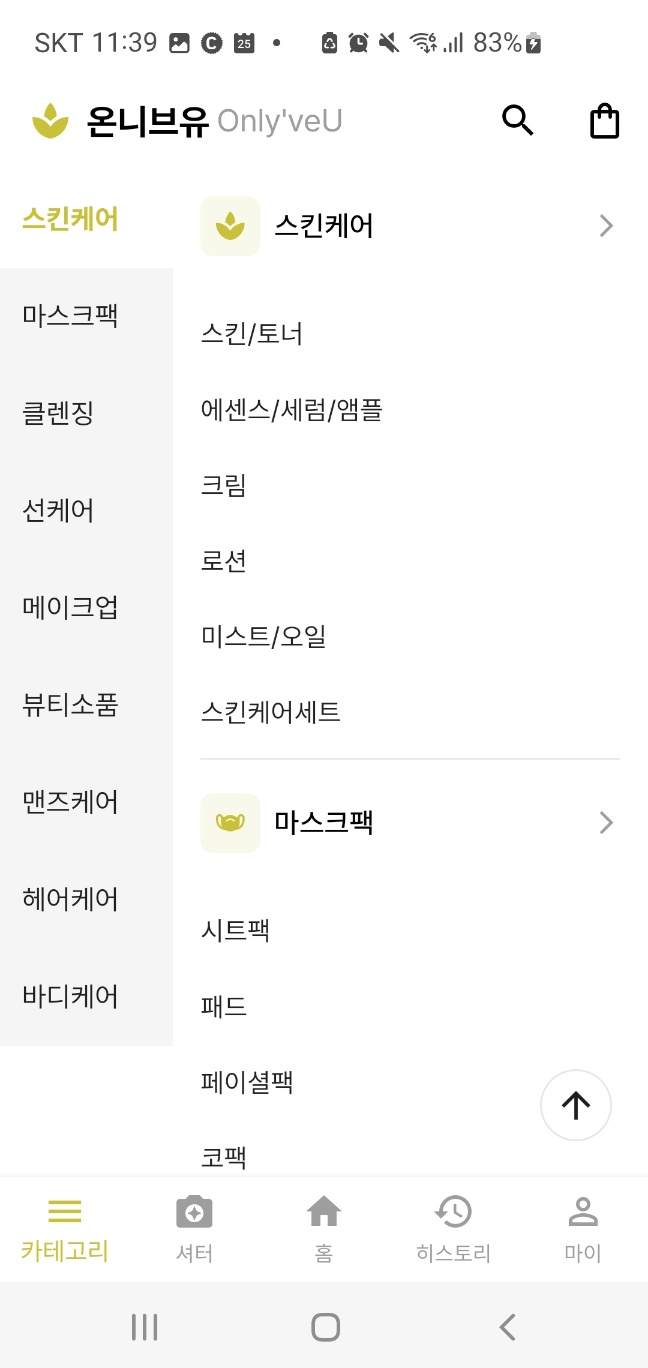 SKT 11:39 25 83%
온니브유 Only'veU
스킨케어
마스크팩
클렌징
선케어
메이크업
뷰티소품
맨즈케어
헤어케어
바디케어
스킨케어
스킨/토너
에센스/세럼/앰플
크림
로션
미스트/오일
스킨케어세트
마스크팩
시트팩
패드
페이셜팩
코팩
카테고리 셔터 홈 히스토리 마이